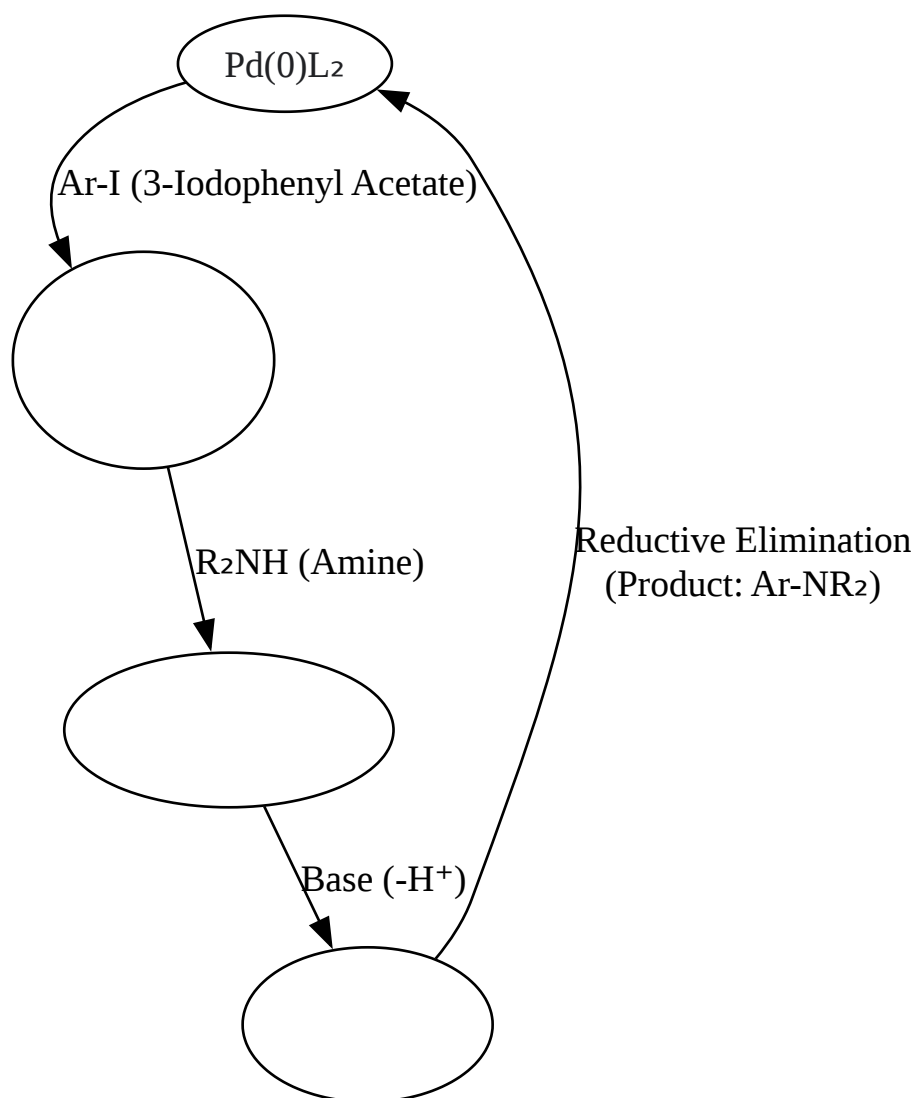 Pd(0)L₂
Ar-I (3-Iodophenyl Acetate)
R₂NH (Amine)
Reductive Elimination
(Product: Ar-NR₂)
Base (-H⁺)